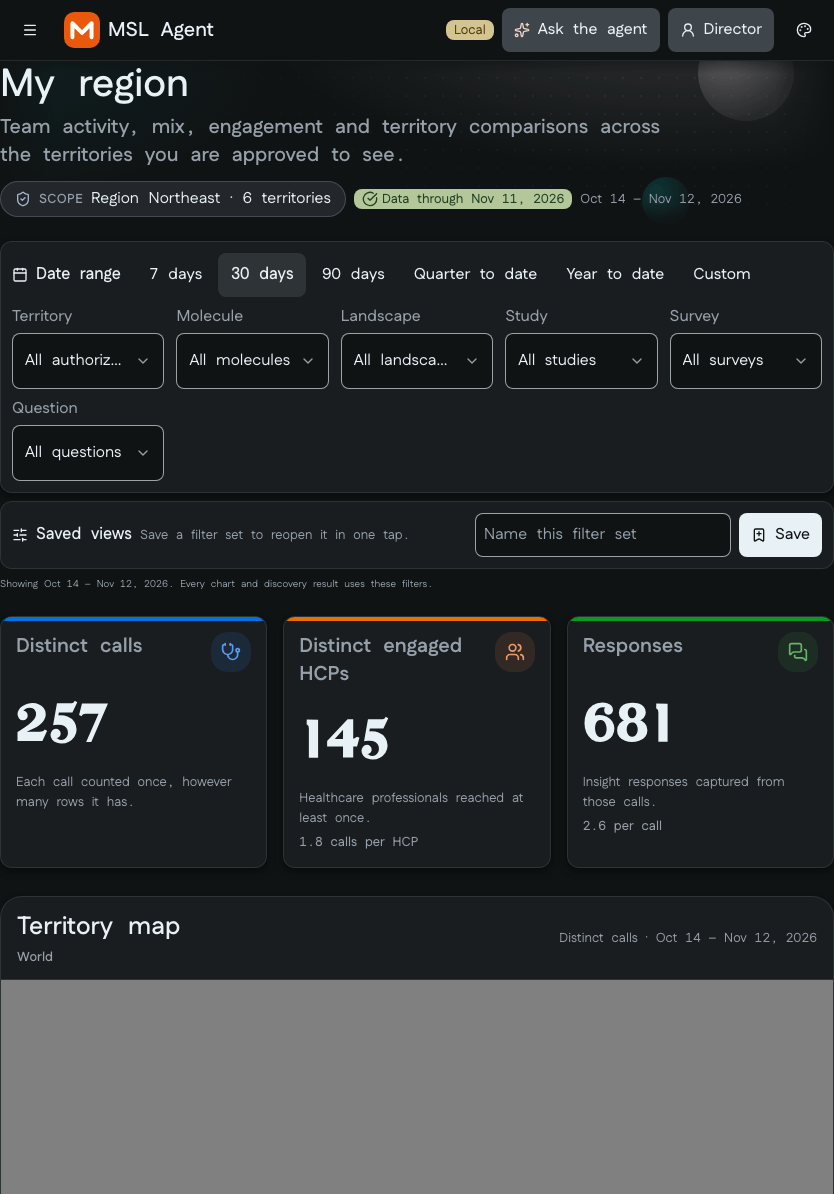 MSL Agent
Local
Ask the agent
Director
My region
Team activity, mix, engagement and territory comparisons across
the territories you are approved to see.
SCOPE Region Northeast · 6 territories
Data through Nov 11, 2026
Oct 14 – Nov 12, 2026
Date range
7 days
30 days
90 days
Quarter to date
Year to date
Custom
Territory
Molecule
Landscape
Study
Survey
All authoriz...
All molecules
All landsca...
All studies
All surveys
Question
All questions
Saved views
Save a filter set to reopen it in one tap.
Name this filter set
Save
Showing Oct 14 – Nov 12, 2026. Every chart and discovery result uses these filters.
Distinct calls
257
Each call counted once, however
many rows it has.
Distinct engaged
HCPs
145
Healthcare professionals reached at
least once.
1.8 calls per HCP
Responses
681
Insight responses captured from
those calls.
2.6 per call
Territory map
World
Distinct calls · Oct 14 – Nov 12, 2026